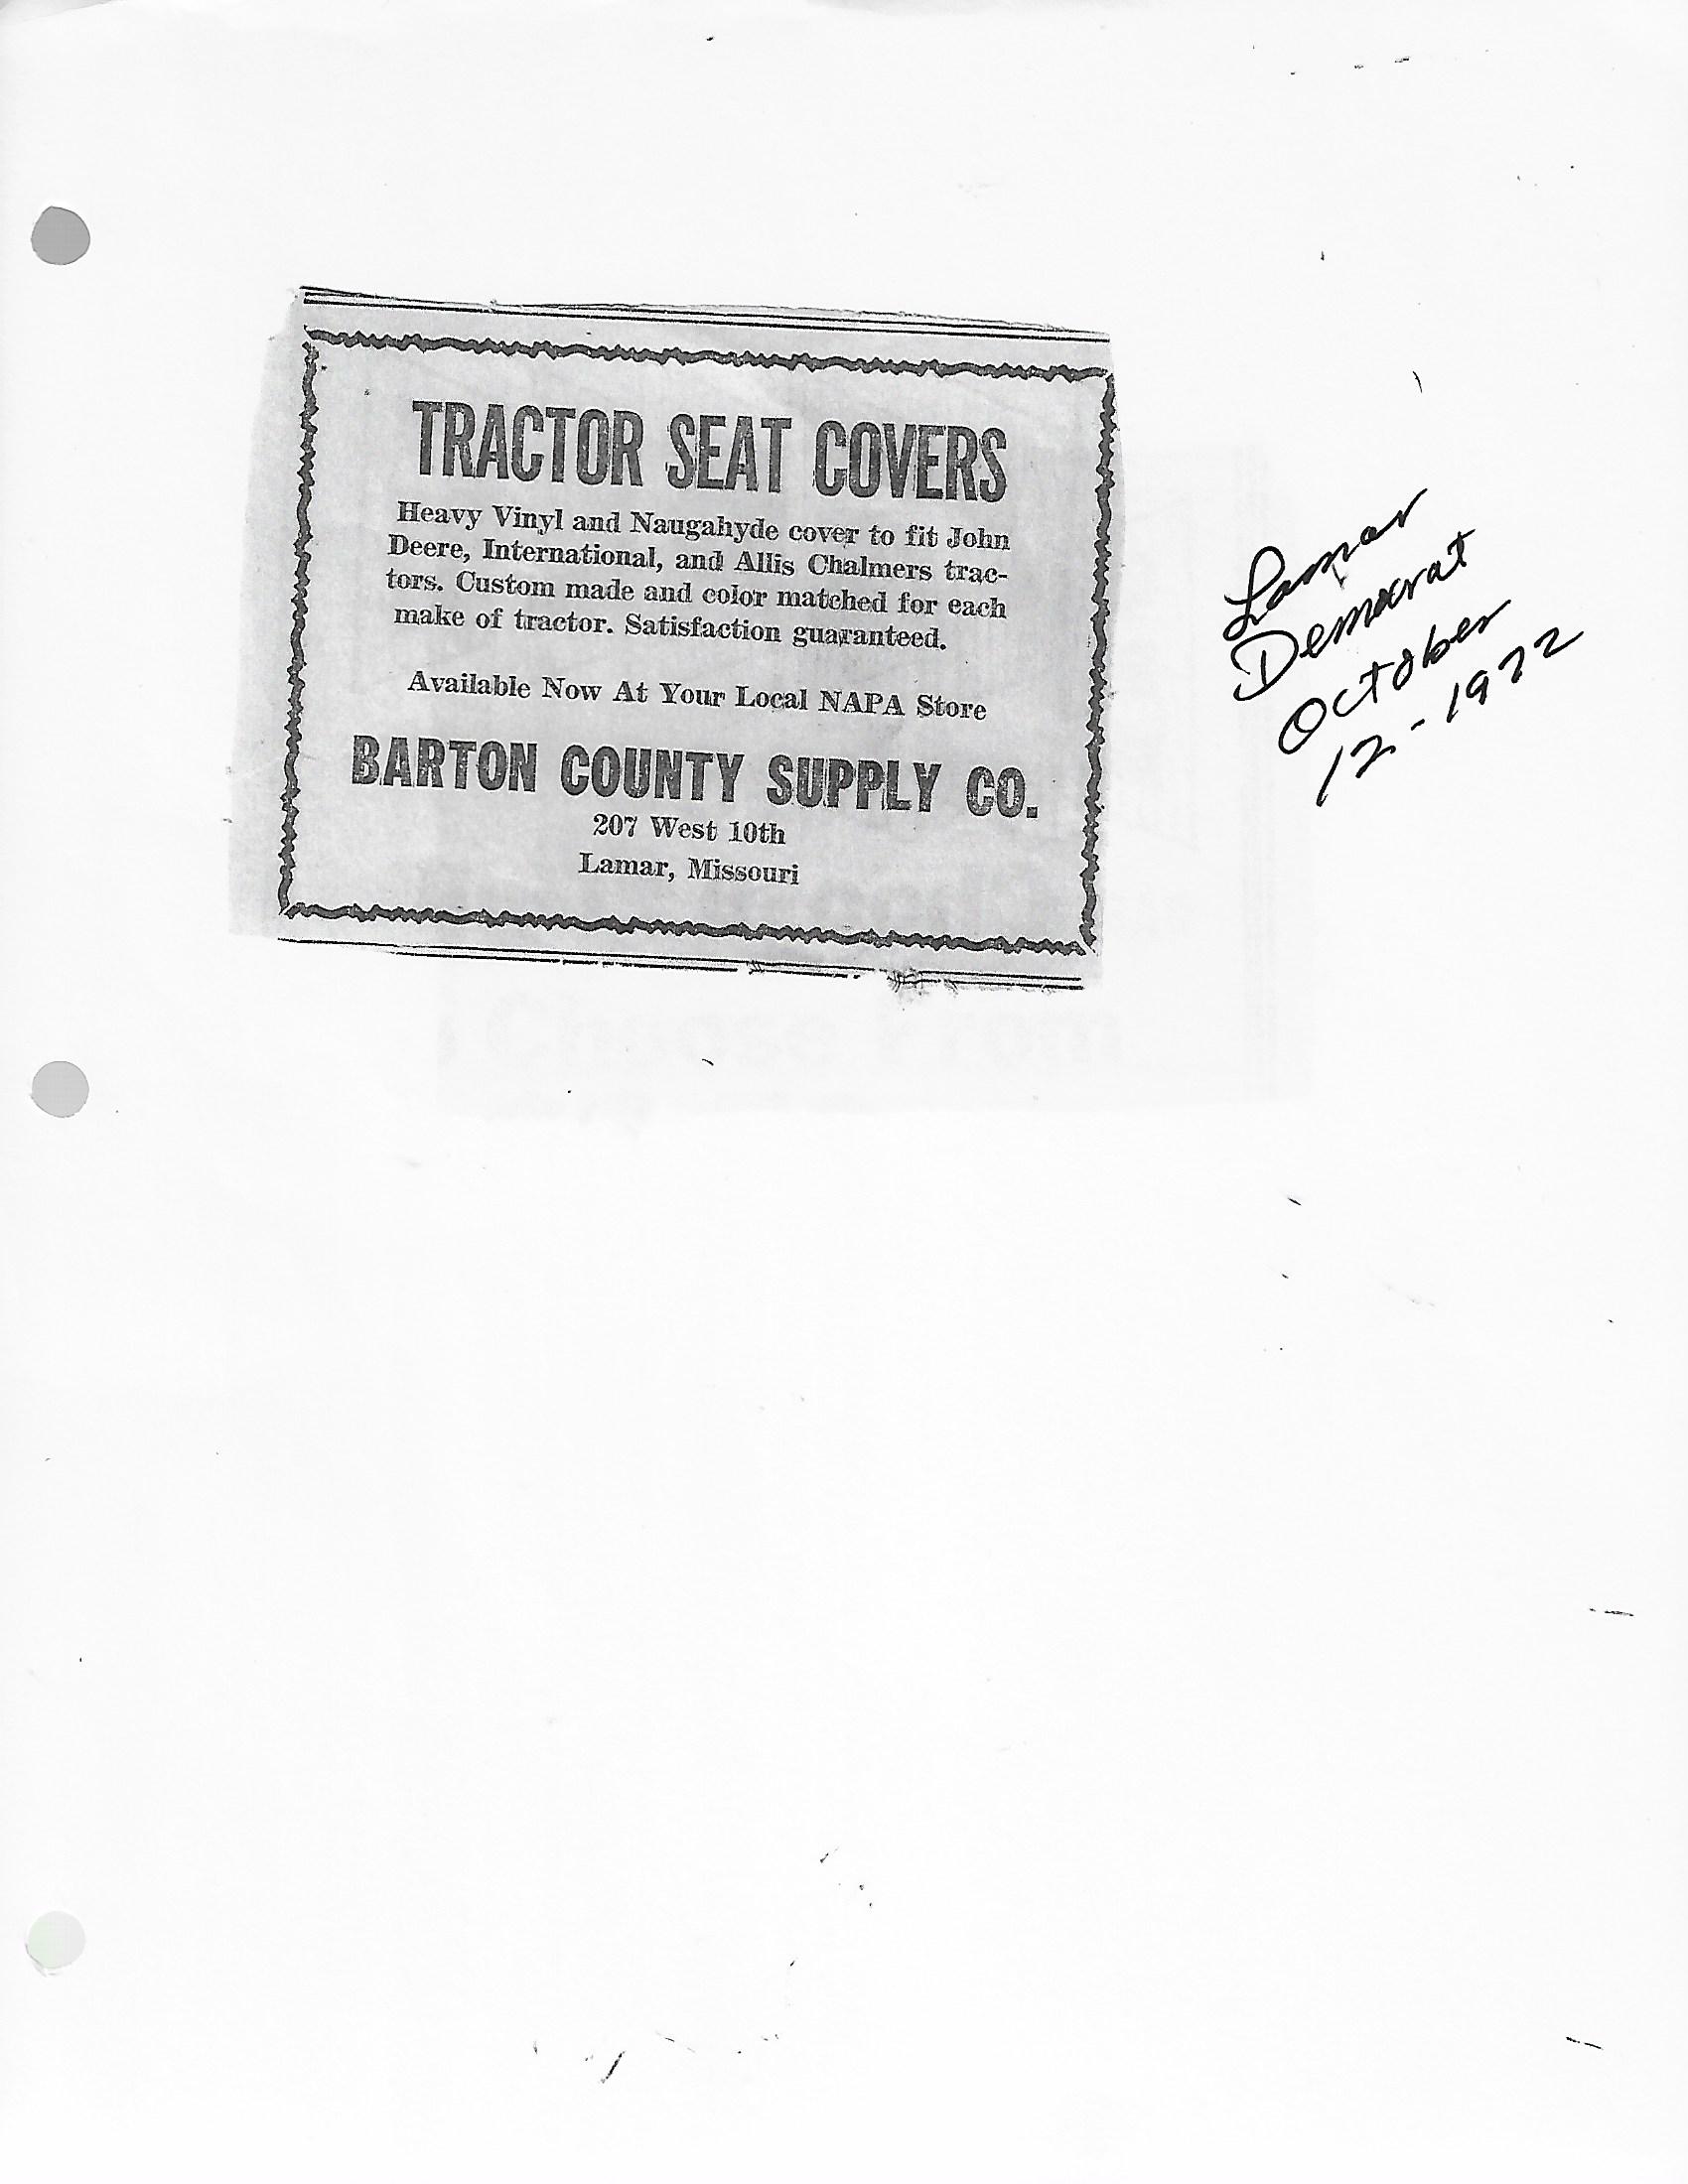 TRACTOR SEAT COVERS
Heavy Vinyl and Naugahyde cover to fit John
Deere, International, and Allis Chalmers trac-
tors. Custom made and color matched for each
make of tractor. Satisfaction guaranteed.
Available Now At Your Local NAPA Store
BARTON COUNTY SUPPLY CO.
207 West 10th
Lamar, Missouri
Lamar
Democrat
October
12-1972